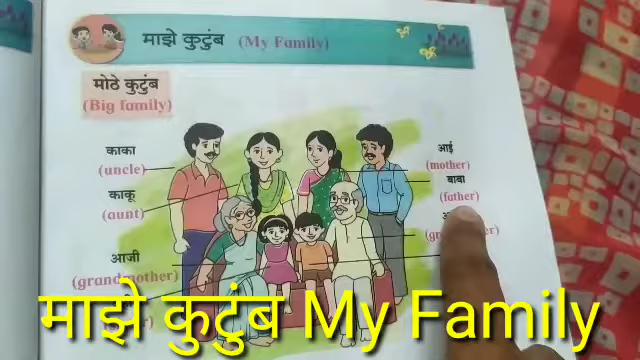 माझे कुटुंब (My Family)
मोठे कुटुंब
(Big family)
काका
(uncle)
काकू
(aunt)
आजी
(grandmother)
आई
(mother)
बाबा
(father)
माझे कुटुंब My Family